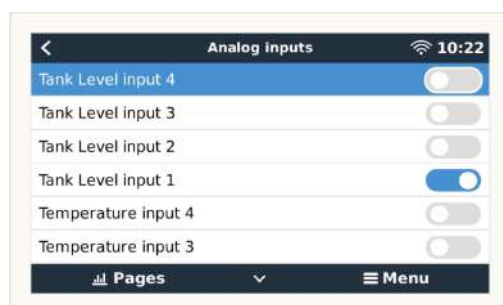 Analog inputs 10:22
Tank Level input 4
Tank Level input 3
Tank Level input 2
Tank Level input 1
Temperature input 4
Temperature input 3
Pages Menu